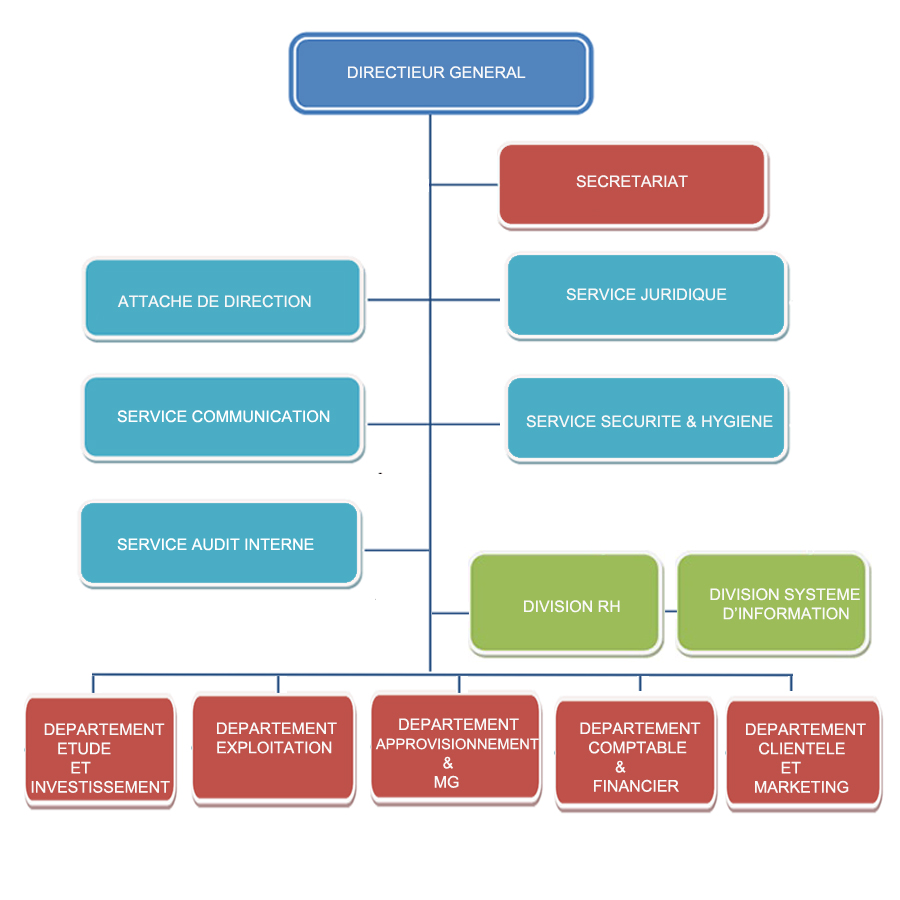 DIRECTIEUR GENERAL
SECRETARIAT
ATTACHE DE DIRECTION
SERVICE JURIDIQUE
SERVICE COMMUNICATION
SERVICE SECURITE & HYGIENE
SERVICE AUDIT INTERNE
DIVISION RH
DIVISION SYSTEME
D'INFORMATION
DEPARTEMENT
ETUDE
ET
INVESTISSEMENT
DEPARTEMENT
EXPLOITATION
DEPARTEMENT
APPROVISIONNEMENT
&
MG
DEPARTEMENT
COMPTABLE
&
FINANCIER
DEPARTEMENT
CLIENTELE
ET
MARKETING